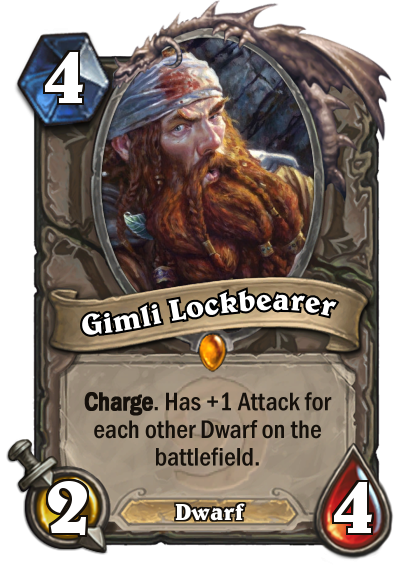 4
Gimli Lockbearer
Charge. Has +1 Attack for
each other Dwarf on the
battlefield.
2
Dwarf
4